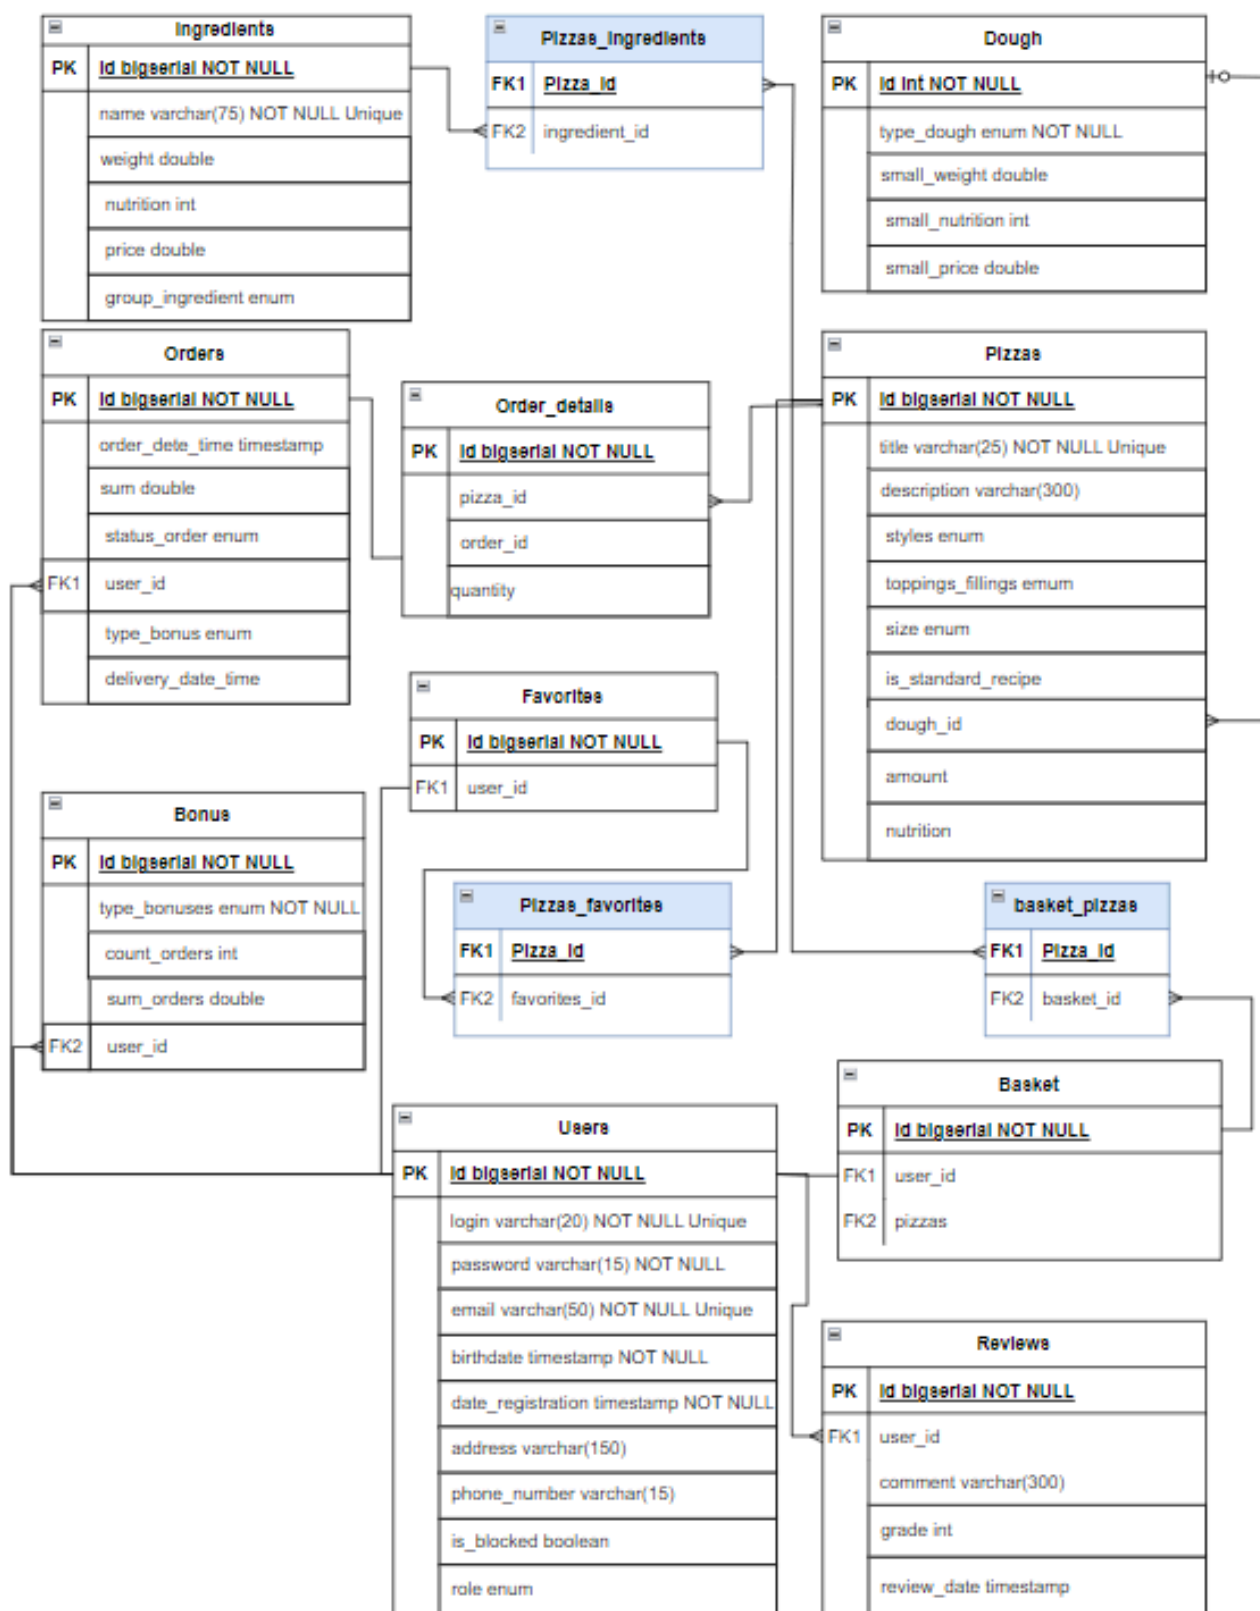 Ingredients
PK id bigserial NOT NULL
name varchar(75) NOT NULL Unique
weight double
nutrition int
price double
group_ingredient enum
Pizzas_ingredients
FK1 Pizza_id
FK2 ingredient_id
Dough
PK id int NOT NULL
type_dough enum NOT NULL
small_weight double
small_nutrition int
small_price double
Orders
PK id bigserial NOT NULL
order_dete_time timestamp
sum double
status_order enum
FK1 user_id
type_bonus enum
delivery_date_time
Order_details
PK id bigserial NOT NULL
pizza_id
order_id
quantity
Pizzas
PK id bigserial NOT NULL
title varchar(25) NOT NULL Unique
description varchar(300)
styles enum
toppings_fillings emum
size enum
is_standard_recipe
dough_id
amount
nutrition
Favorites
PK id bigserial NOT NULL
FK1 user_id
Bonus
PK id bigserial NOT NULL
type_bonuses enum NOT NULL
count_orders int
sum_orders double
FK2 user_id
Pizzas_favorites
FK1 Pizza_id
FK2 favorites_id
basket_pizzas
FK1 Pizza_id
FK2 basket_id
Basket
PK id bigserial NOT NULL
FK1 user_id
FK2 pizzas
Users
PK id bigserial NOT NULL
login varchar(20) NOT NULL Unique
password varchar(15) NOT NULL
email varchar(50) NOT NULL Unique
birthdate timestamp NOT NULL
date_registration timestamp NOT NULL
address varchar(150)
phone_number varchar(15)
is_blocked boolean
role enum
Reviews
PK id bigserial NOT NULL
FK1 user_id
comment varchar(300)
grade int
review_date timestamp